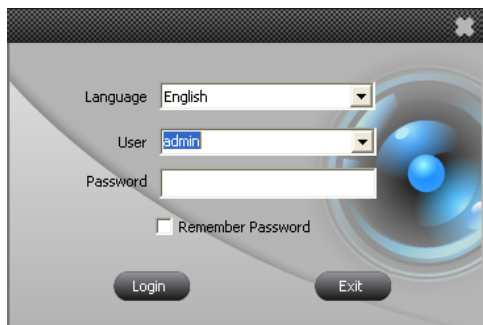 Language English
User admin
Password
Remember Password
Login Exit